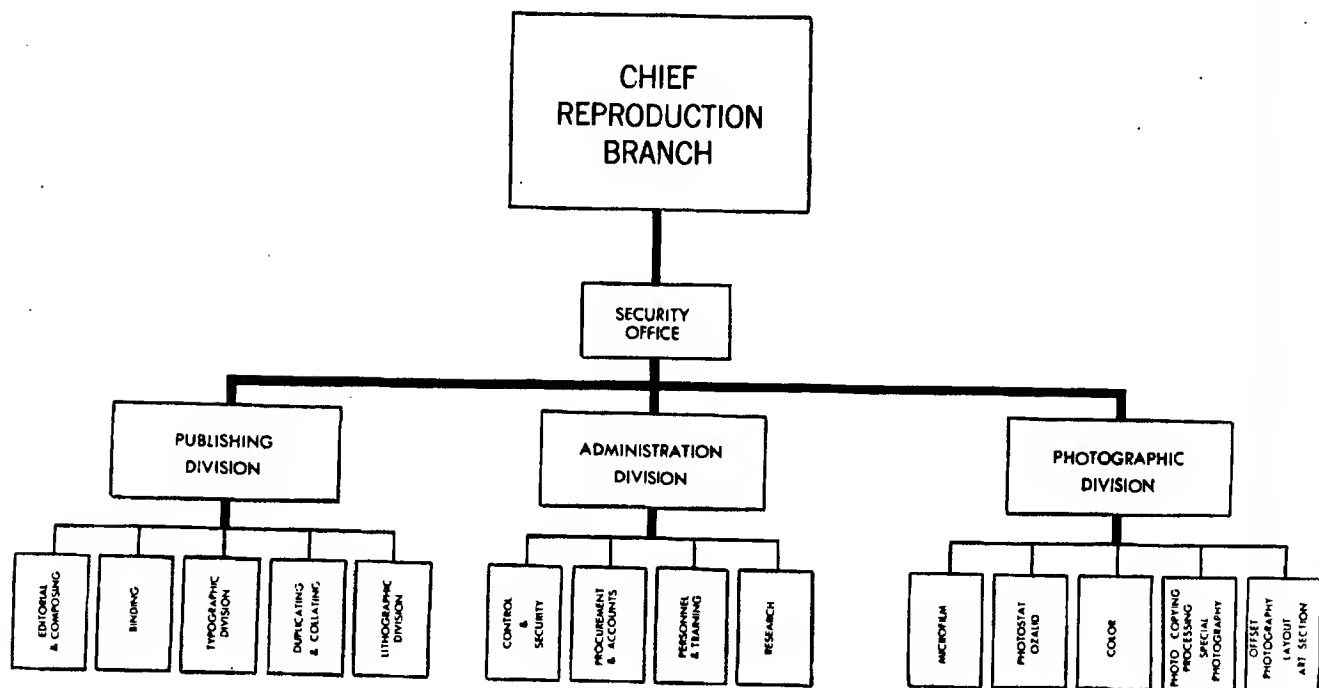 CHIEF
REPRODUCTION
BRANCH
SECURITY
OFFICE
PUBLISHING
DIVISION
ADMINISTRATION
DIVISION
PHOTOGRAPHIC
DIVISION
EDITORIAL
& COMPOSING
BINDING
TYPOGRAPHIC
DIVISION
DUPLICATING
& COLLATING
LITHOGRAPHIC
DIVISION
CONTROL
&
SECURITY
PROCUREMENT
& ACCOUNTS
PERSONNEL
& TRAINING
RESEARCH
MICROFILM
PHOTOSTAT
OZALID
COLOR
PHOTO COPYING
PROCESSING
SPECIAL
PHOTOGRAPHY
OFFSET
PHOTOGRAPHY
LAYOUT
ART SECTION